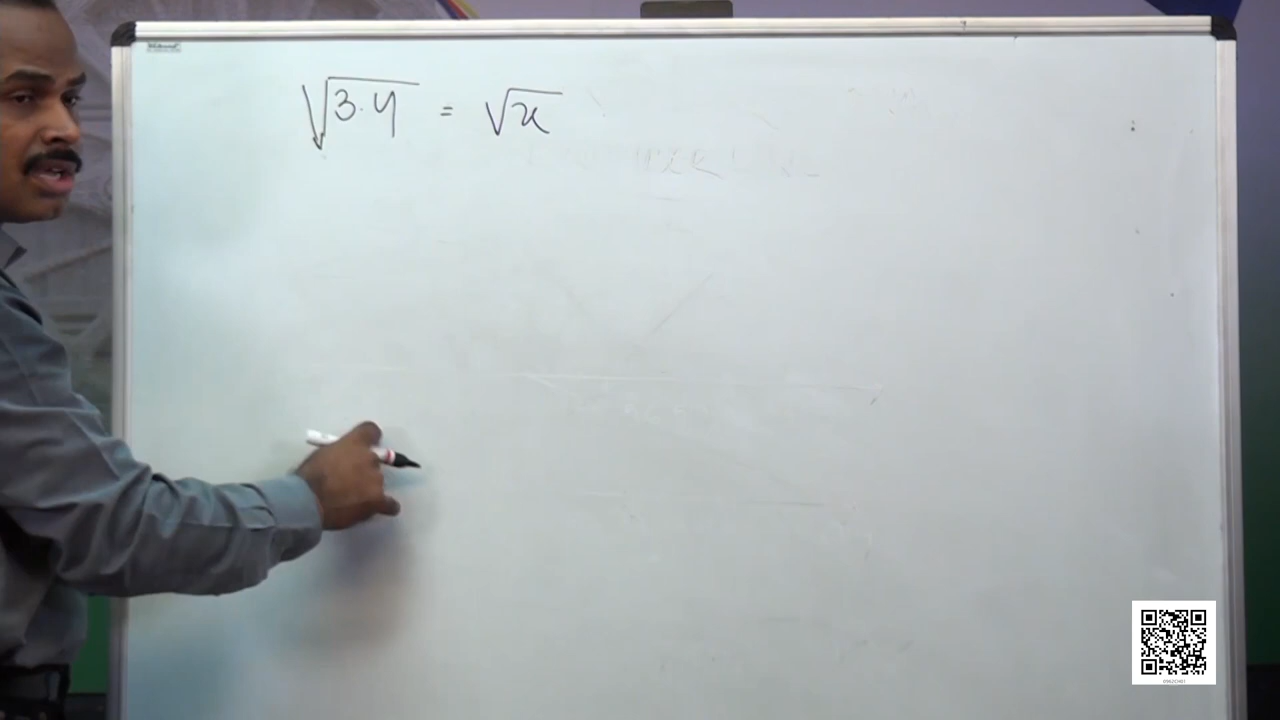 √3.4 = √x